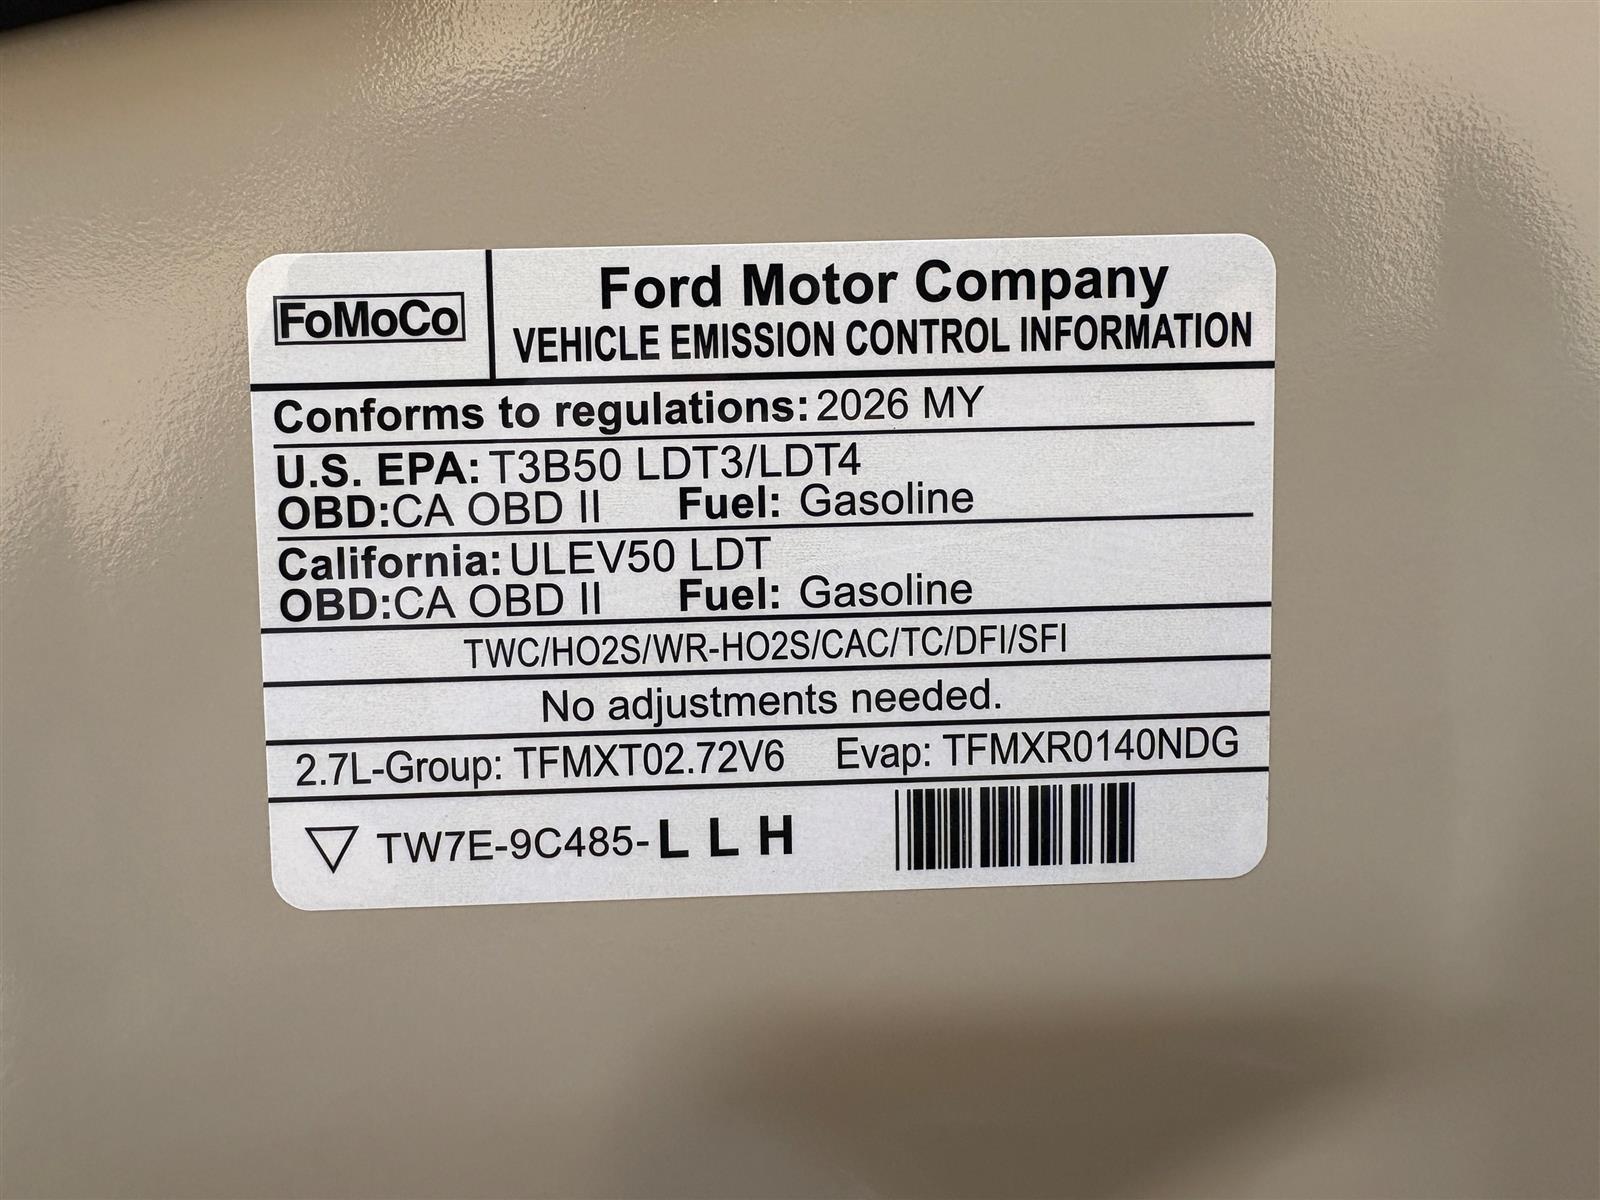 FoMoCo
Ford Motor Company
VEHICLE EMISSION CONTROL INFORMATION
Conforms to regulations: 2026 MY
U.S. EPA: T3B50 LDT3/LDT4
OBD:CA OBD II Fuel: Gasoline
California: ULEV50 LDT
OBD:CA OBD II Fuel: Gasoline
TWC/HO2S/WR-HO2S/CAC/TC/DFI/SFI
No adjustments needed.
2.7L-Group: TFMXT02.72V6 Evap: TFMXR0140NDG
TW7E-9C485-L L H